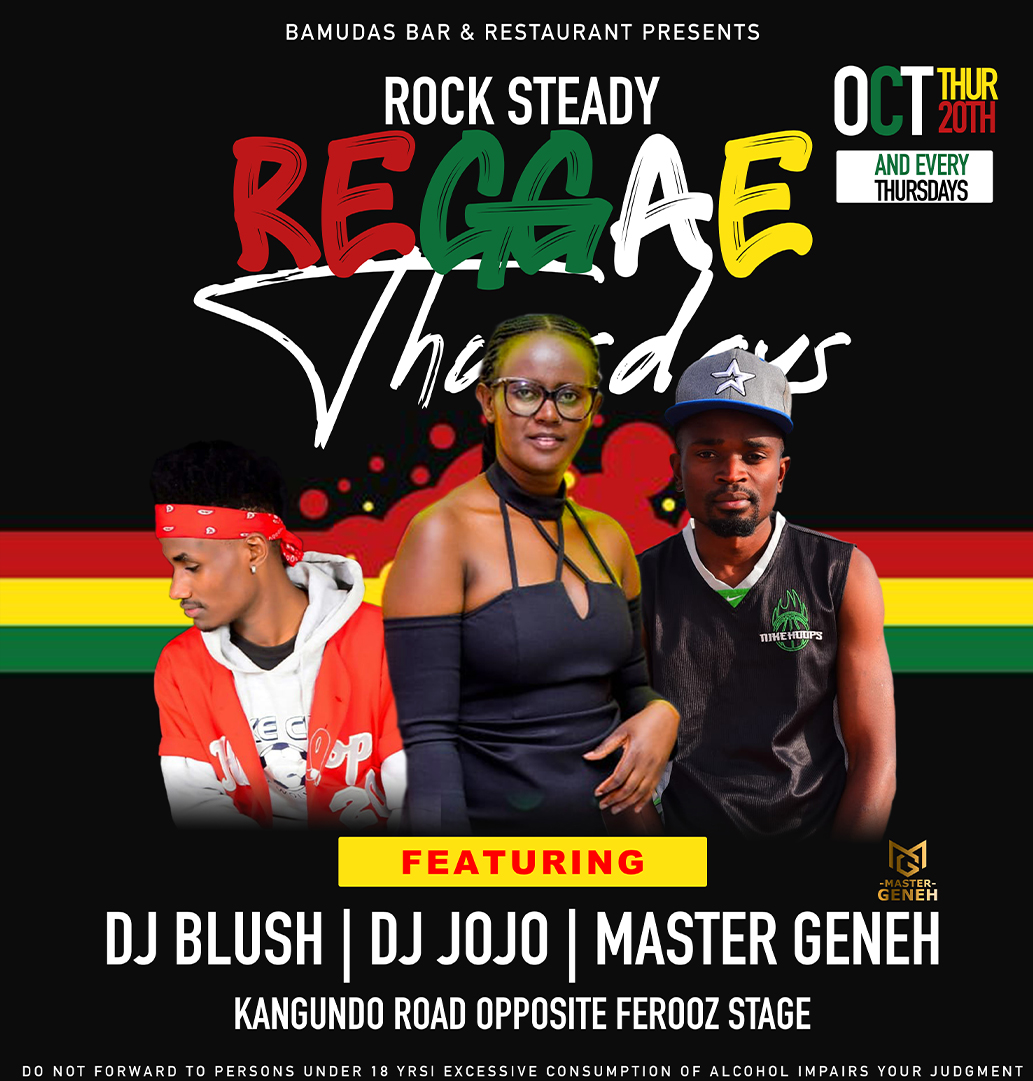 BAMUDAS BAR & RESTAURANT PRESENTS
ROCK STEADY
REGGAE
Thursdays
OCT
THUR
20TH
AND EVERY
THURSDAYS
NIKE HOOPS
FEATURING
-MASTER-
GENEH
DJ BLUSH | DJ JOJO | MASTER GENEH
KANGUNDO ROAD OPPOSITE FEROOZ STAGE
DO NOT FORWARD TO PERSONS UNDER 18 YRS! EXCESSIVE CONSUMPTION OF ALCOHOL IMPAIRS YOUR JUDGMENT